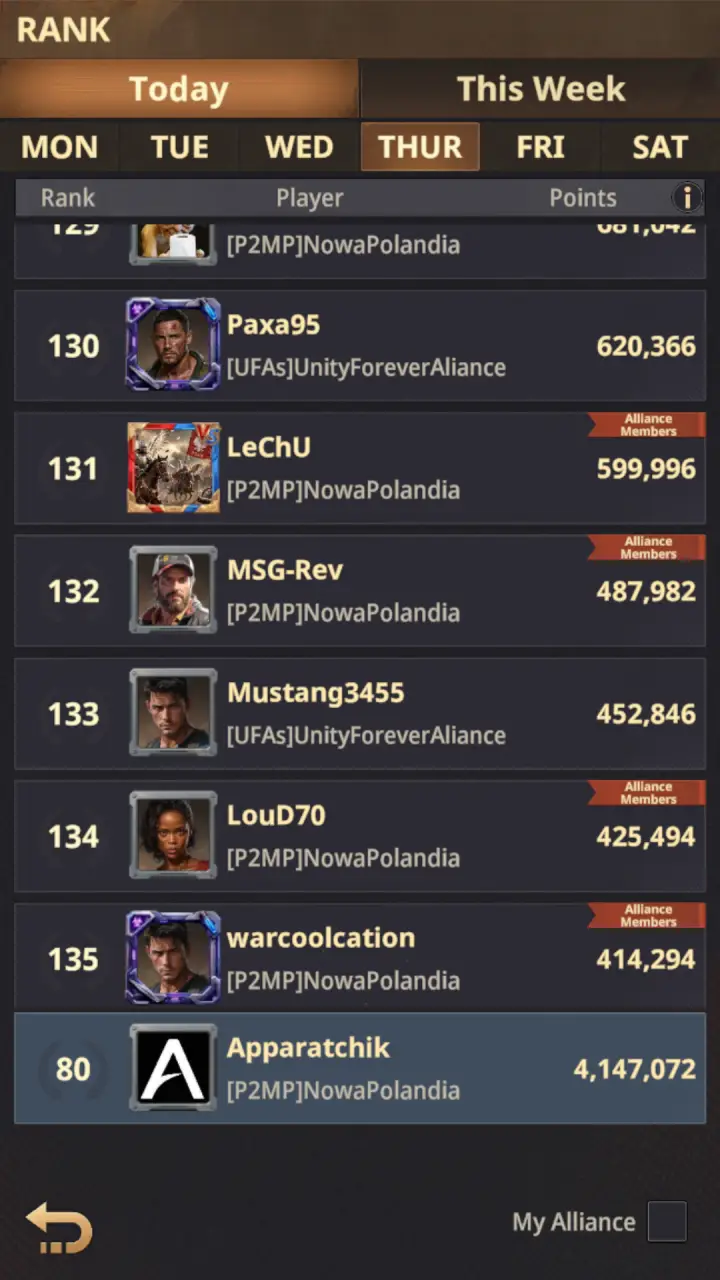 RANK
Today
This Week
MON TUE WED THUR FRI SAT
Rank Player Points
129
681,042
[P2MP]NowaPolandia
130
Paxa95
[UFAs]UnityForeverAliance
620,366
Alliance
Members
131
LeChU
[P2MP]NowaPolandia
599,996
Alliance
Members
132
MSG-Rev
[P2MP]NowaPolandia
487,982
133
Mustang3455
[UFAs]UnityForeverAliance
452,846
Alliance
Members
134
LouD70
[P2MP]NowaPolandia
425,494
Alliance
Members
135
warcoolcation
[P2MP]NowaPolandia
414,294
80
Apparatchik
[P2MP]NowaPolandia
4,147,072
My Alliance